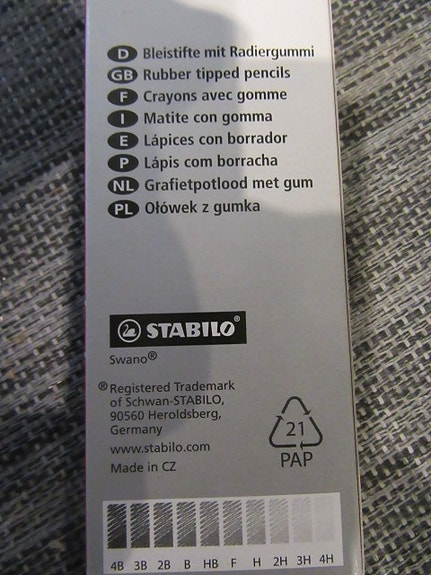 D Bleistifte mit Radiergummi
GB Rubber tipped pencils
F Crayons avec gomme
I Matite con gomma
E Lápices con borrador
P Lápis com borracha
NL Grafietpotlood met gum
PL Ołówek z gumka
STABILO®
Swano®
® Registered Trademark
of Schwan-STABILO,
90560 Heroldsberg,
Germany
www.stabilo.com
Made in CZ
21
PAP
4B 3B 2B B HB F H 2H 3H 4H